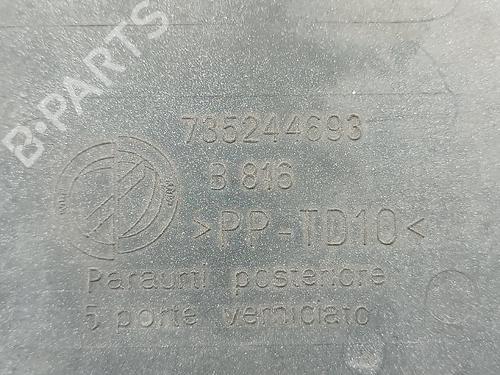 B-PARTS
735244693
B 816
>PP-TD10<
Paraurti posteriore
5 porte verniciato